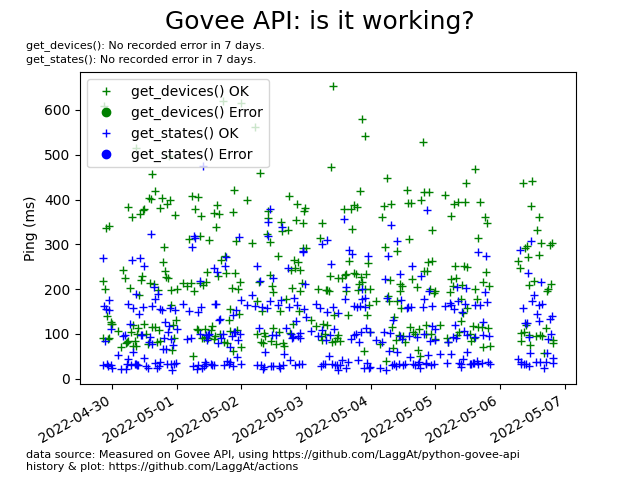 Govee API: is it working?
get_devices(): No recorded error in 7 days.
get_states(): No recorded error in 7 days.
get_devices() OK
get_devices() Error
get_states() OK
get_states() Error
Ping (ms)
600
500
400
300
200
100
0
2022-04-30
2022-05-01
2022-05-02
2022-05-03
2022-05-04
2022-05-05
2022-05-06
2022-05-07
data source: Measured on Govee API, using https://github.com/LaggAt/python-govee-api
history & plot: https://github.com/LaggAt/actions